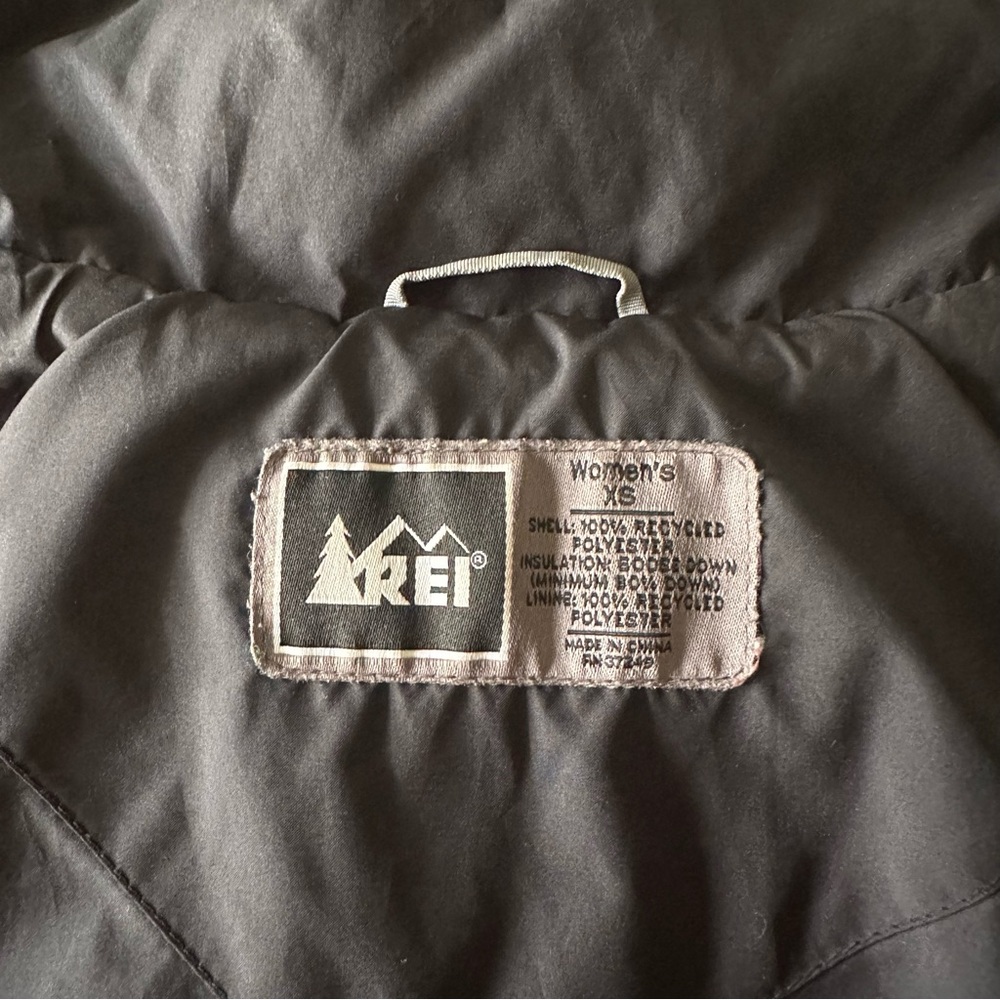 REI®
Women's
XS
SHELL: 100% RECYCLED
POLYESTER
INSULATION: GOOSE DOWN
(MINIMUM 80% DOWN)
LINING: 100% RECYCLED
POLYESTER
MADE IN CHINA
RN 37249